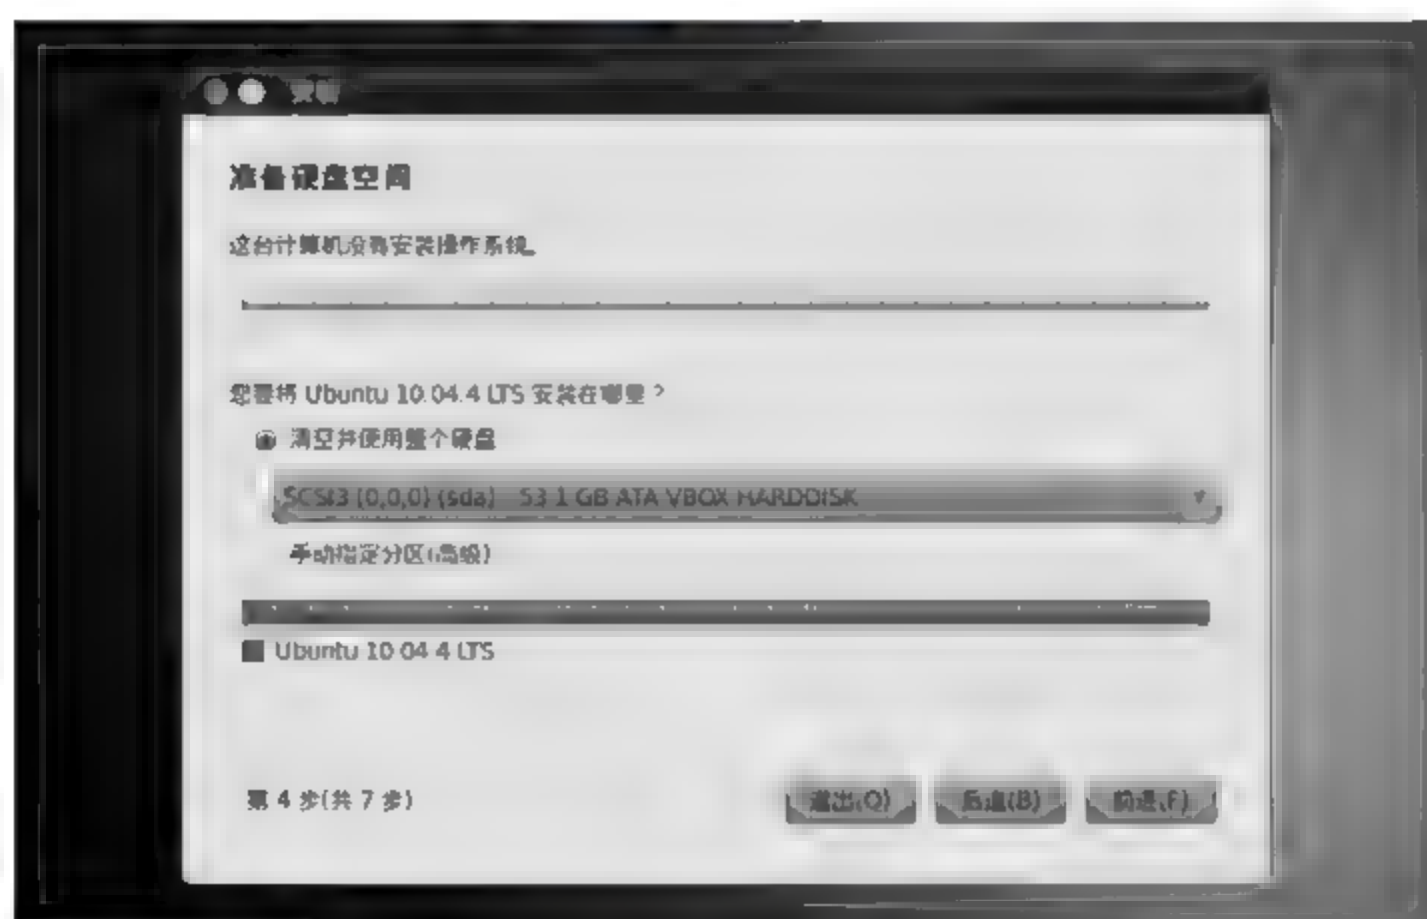 安装
准备硬盘空间
这台计算机没有安装操作系统。
您要将 Ubuntu 10.04.4 LTS 安装在哪里？
清空并使用整个硬盘
SCSI3 (0,0,0) (sda) 53.1 GB ATA VBOX HARDDISK
手动指定分区(高级)
Ubuntu 10.04.4 LTS
第 4 步(共 7 步)
退出(Q) 后退(B) 前进(F)